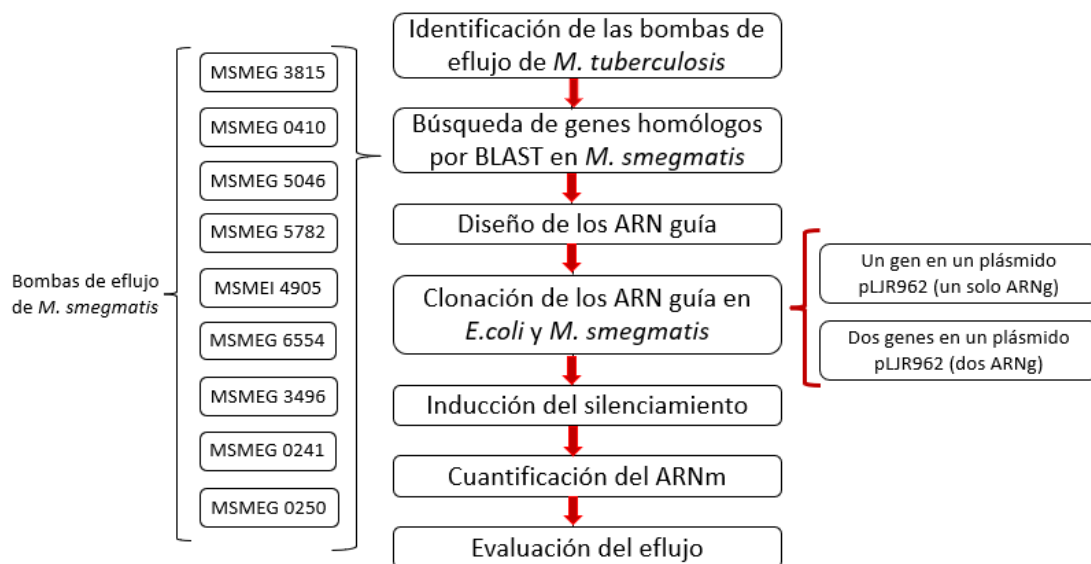 Bombas de eflujo
de M. smegmatis
MSMEG 3815
MSMEG 0410
MSMEG 5046
MSMEG 5782
MSMEI 4905
MSMEG 6554
MSMEG 3496
MSMEG 0241
MSMEG 0250
Identificación de las bombas de
eflujo de M. tuberculosis
Búsqueda de genes homólogos
por BLAST en M. smegmatis
Diseño de los ARN guía
Clonación de los ARN guía en
E.coli y M. smegmatis
Un gen en un plásmido
pLJR962 (un solo ARNg)
Dos genes en un plásmido
pLJR962 (dos ARNg)
Inducción del silenciamiento
Cuantificación del ARNm
Evaluación del eflujo